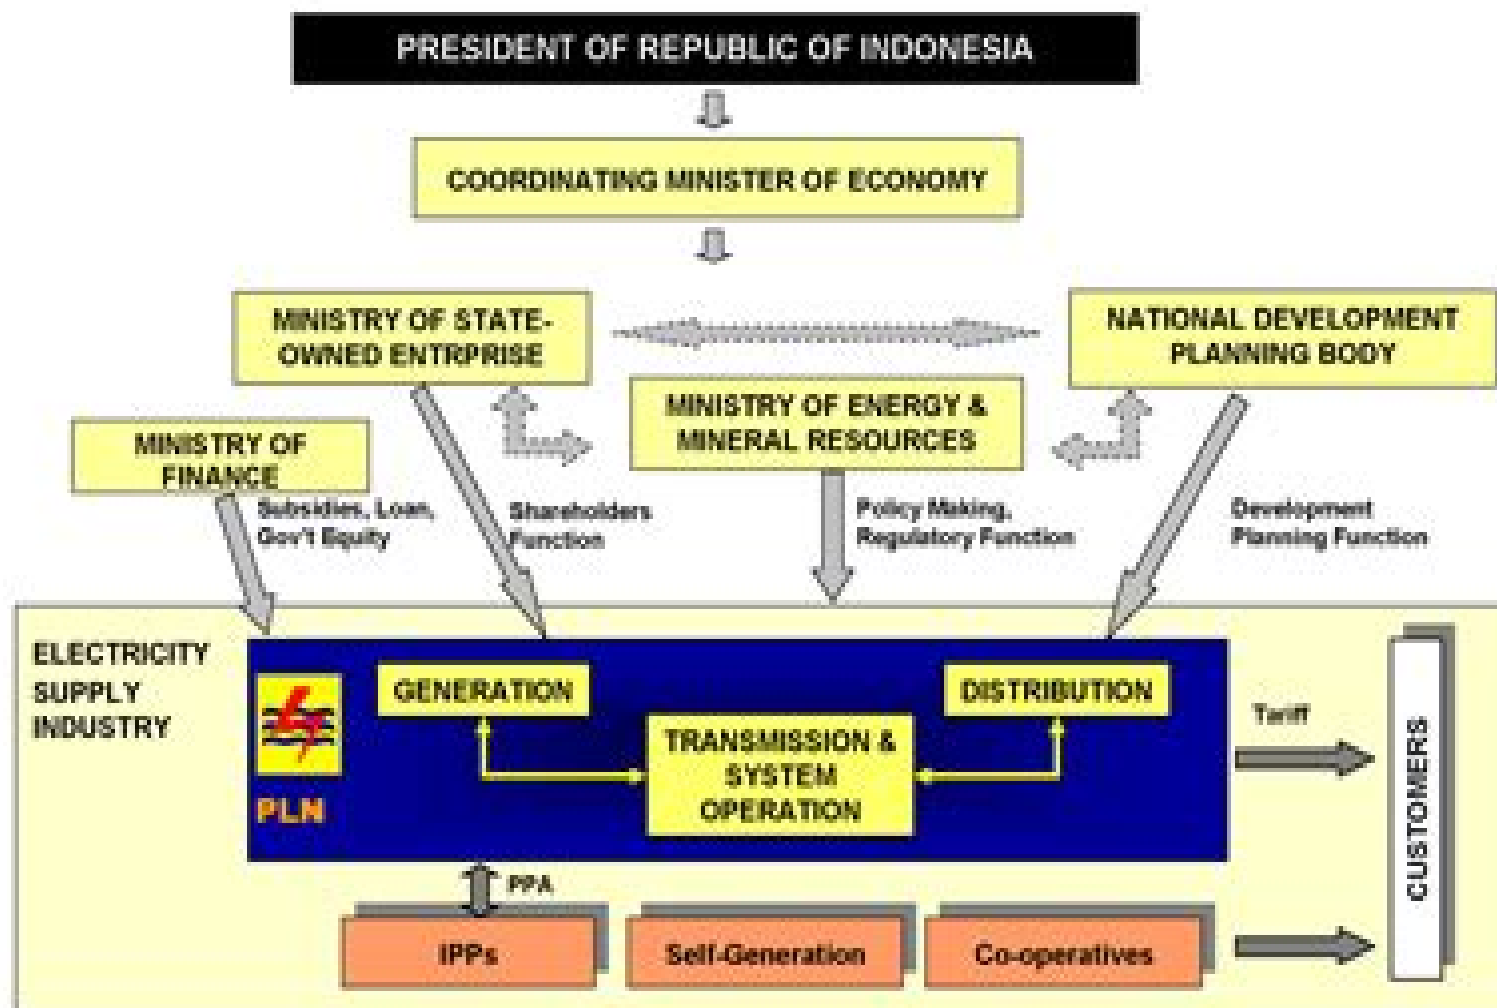 PRESIDENT OF REPUBLIC OF INDONESIA
COORDINATING MINISTER OF ECONOMY
MINISTRY OF STATE-
OWNED ENTRPRISE
NATIONAL DEVELOPMENT
PLANNING BODY
MINISTRY OF ENERGY &
MINERAL RESOURCES
MINISTRY OF
FINANCE
Subsidies, Loan,
Gov't Equity
Shareholders
Function
Policy Making,
Regulatory Function
Development
Planning Function
ELECTRICITY
SUPPLY
INDUSTRY
PLN
GENERATION
TRANSMISSION &
SYSTEM
OPERATION
DISTRIBUTION
Tariff
CUSTOMERS
PPA
IPPs
Self-Generation
Co-operatives